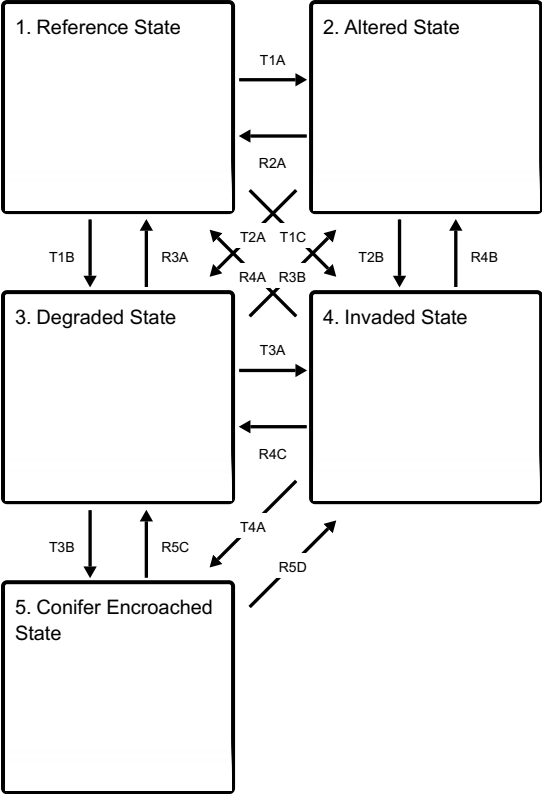 1. Reference State
2. Altered State
T1A
R2A
T1B
R3A
T2A
T1C
T2B
R4B
R4A
R3B
3. Degraded State
4. Invaded State
T3A
R4C
T3B
R5C
T4A
R5D
5. Conifer Encroached
State